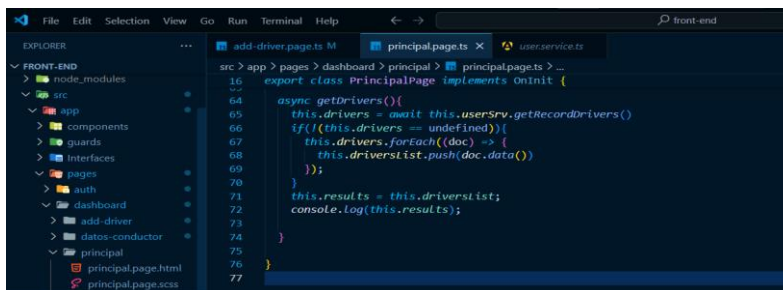 File Edit Selection View Go Run Terminal Help ← → front-end
EXPLORER ...
add-driver.page.ts M principal.page.ts × user.service.ts
FRONT-END
node_modules
src
app
components
guards
Interfaces
pages
auth
dashboard
add-driver
datos-conductor
principal
principal.page.html
principal.page.scss
src > app > pages > dashboard > principal > principal.page.ts > ...
16 export class PrincipalPage implements OnInit {
64 async getDrivers(){
65 this.drivers = await this.userSrv.getRecordDrivers()
66 if(!(this.drivers == undefined)){
67 this.drivers.forEach((doc) => {
68 this.driversList.push(doc.data())
69 });
70 }
71 this.results = this.driversList;
72 console.log(this.results);
73
74 }
75
76 }
77